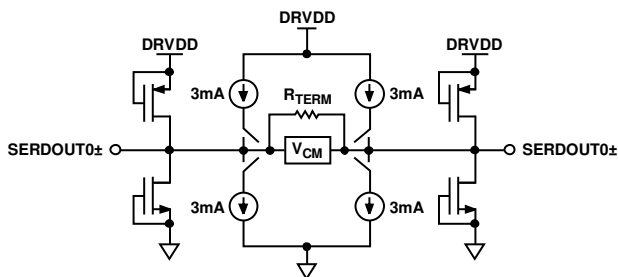 DRVDD
DRVDD
DRVDD
3mA
RTERM
3mA
SERDOUT0±
VCM
SERDOUT0±
3mA
3mA